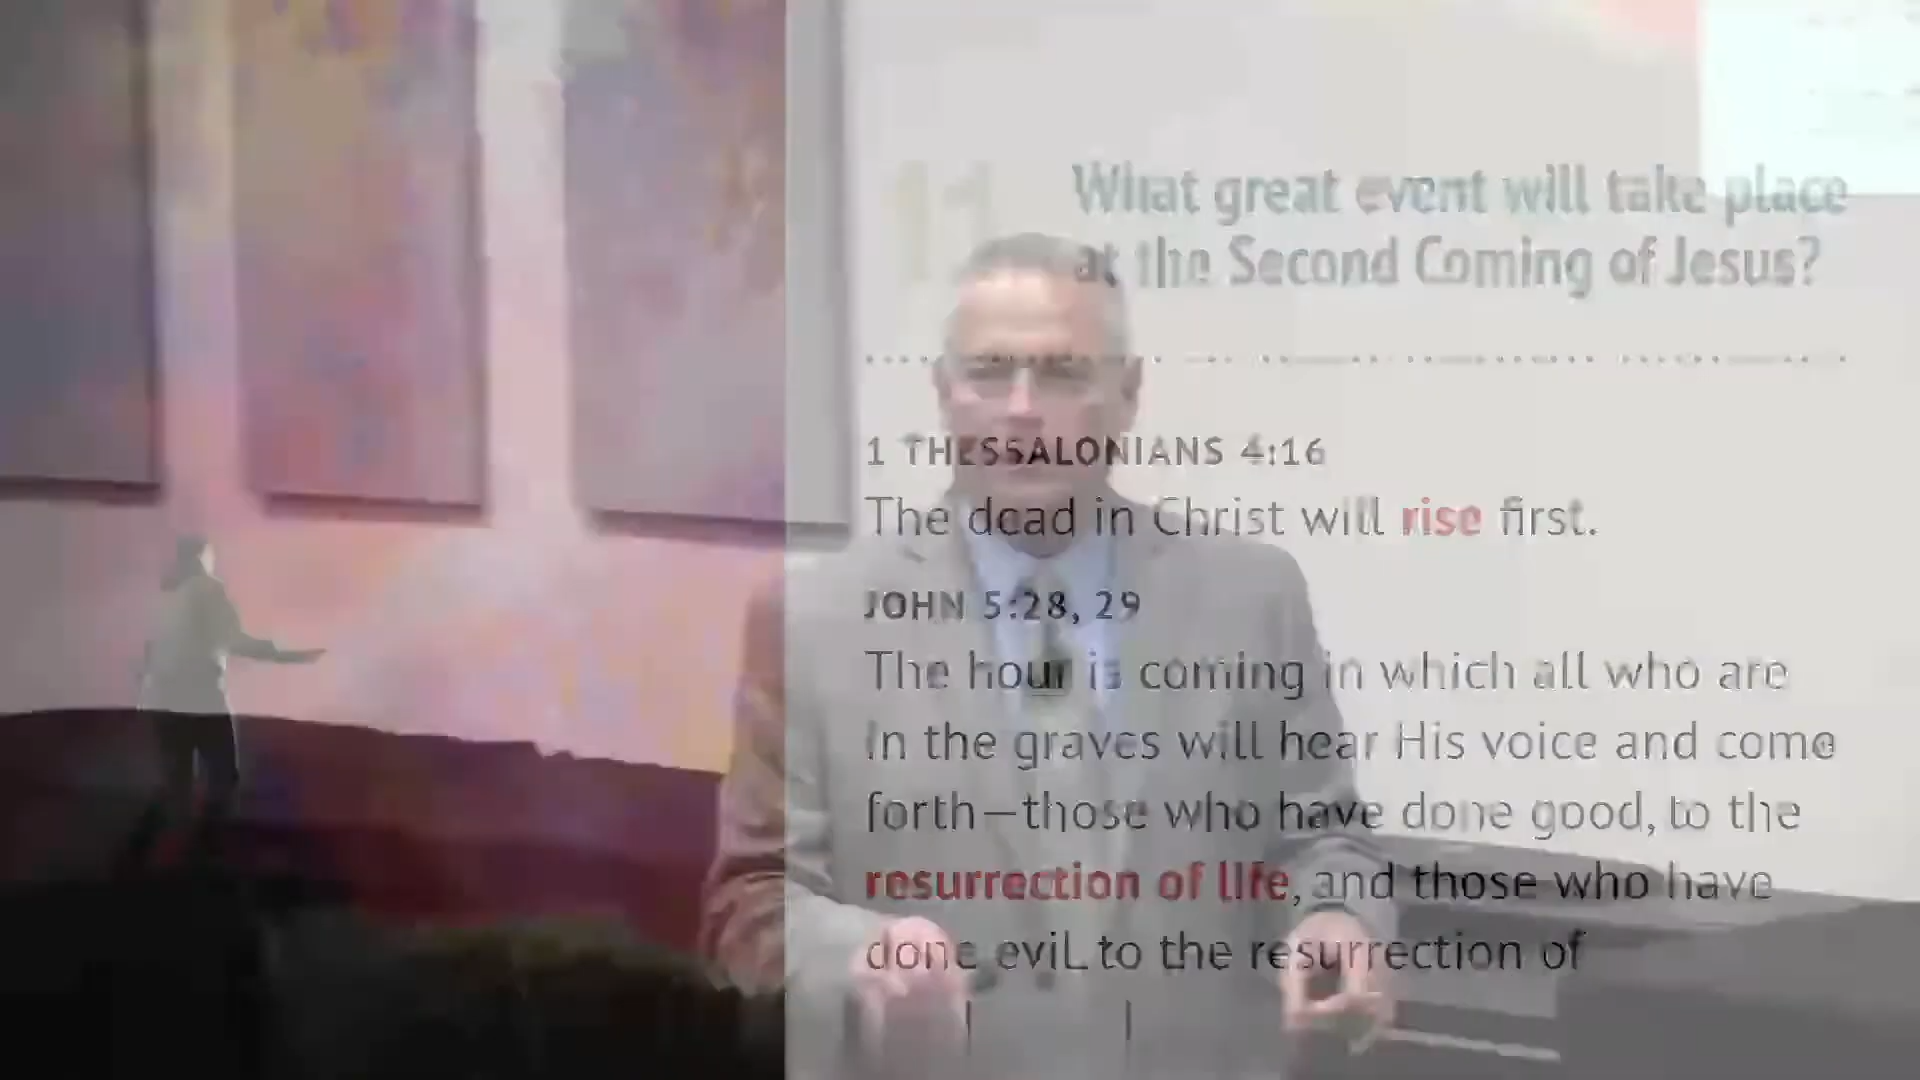 11
What great event will take place
at the Second Coming of Jesus?
1 THESSALONIANS 4:16
The dead in Christ will rise first.
JOHN 5:28, 29
The hour is coming in which all who are
in the graves will hear His voice and come
forth—those who have done good, to the
resurrection of life, and those who have
done evil, to the resurrection of